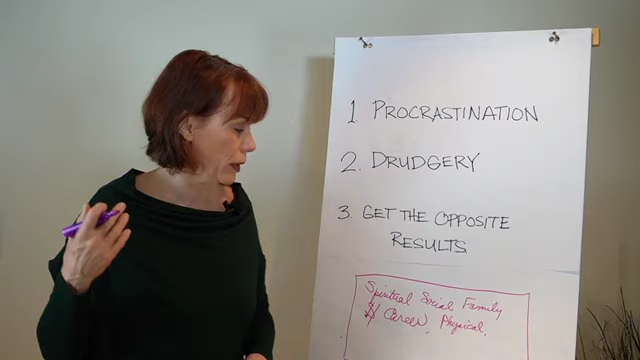 1 PROCRASTINATION
2. DRUDGERY
3. GET THE OPPOSITE
RESULTS
Spiritual Social Family
$ Career, Physical,